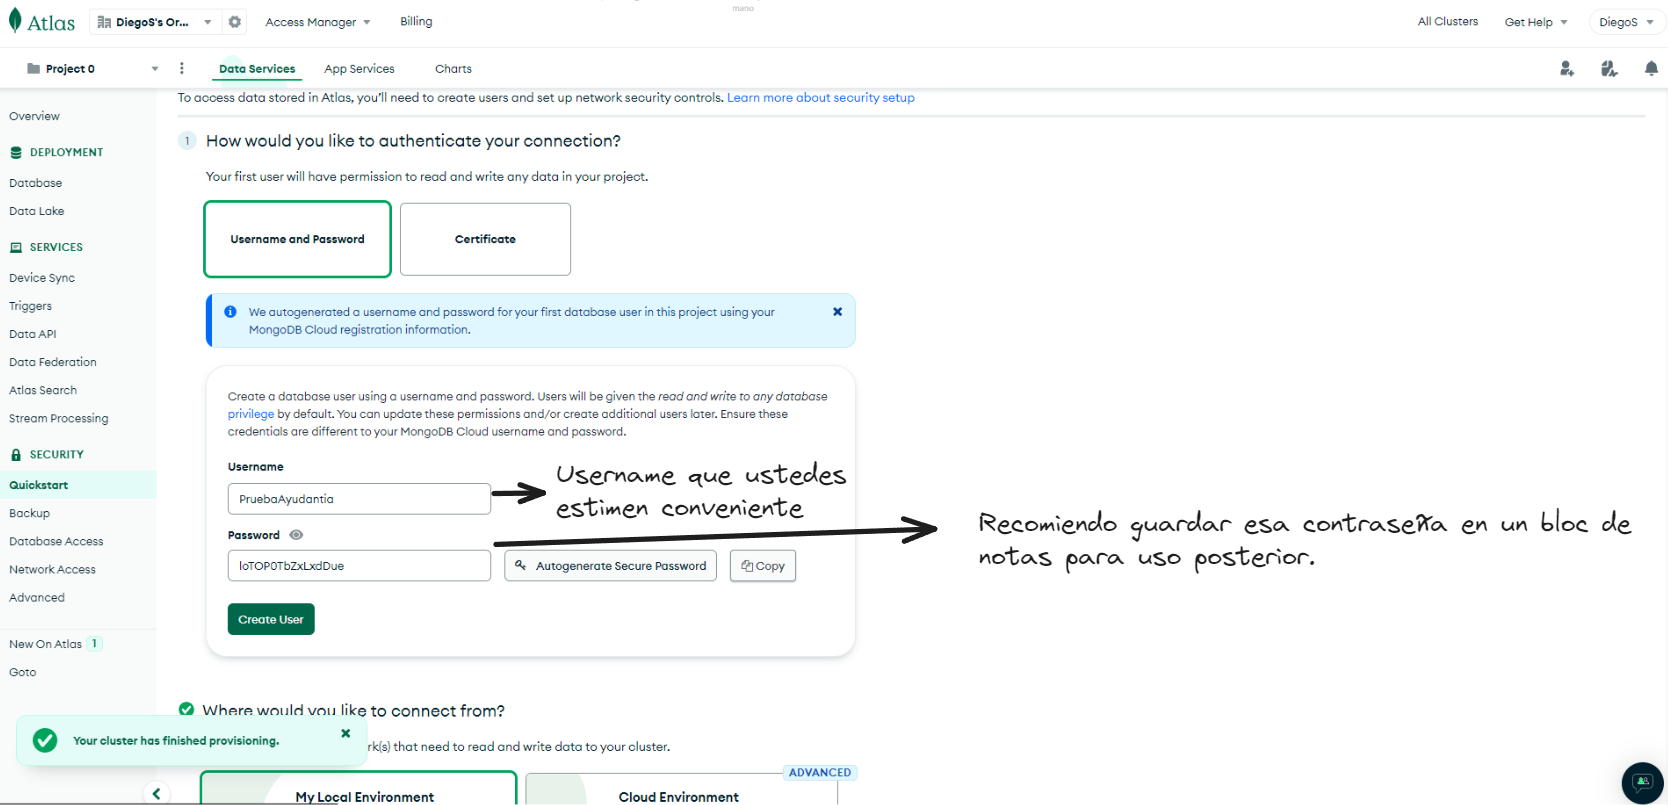 mano
Atlas
DiegoS's Or...
Access Manager
Billing
All Clusters
Get Help
DiegoS
Project 0
Data Services
App Services
Charts
To access data stored in Atlas, you'll need to create users and set up network security controls. Learn more about security setup
Overview
DEPLOYMENT
Database
Data Lake
SERVICES
Device Sync
Triggers
Data API
Data Federation
Atlas Search
Stream Processing
SECURITY
Quickstart
Backup
Database Access
Network Access
Advanced
New On Atlas 1
Goto
1 How would you like to authenticate your connection?
Your first user will have permission to read and write any data in your project.
Username and Password
Certificate
We autogenerated a username and password for your first database user in this project using your
MongoDB Cloud registration information.
Create a database user using a username and password. Users will be given the read and write to any database
privilege by default. You can update these permissions and/or create additional users later. Ensure these
credentials are different to your MongoDB Cloud username and password.
Username
PruebaAyudantia
Username que ustedes
estimen conveniente
Password
loTOP0TbZxLxdDue
Autogenerate Secure Password
Copy
Recomiendo guardar esa contraseña en un bloc de
notas para uso posterior.
Create User
Where would you like to connect from?
Your cluster has finished provisioning.
rk(s) that need to read and write data to your cluster.
My Local Environment
ADVANCED
Cloud Environment